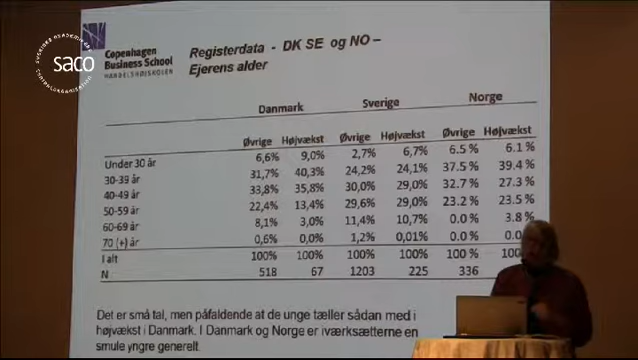 SVERIGES AKADEMIKERS
saco
CENTRALORGANISATION
Copenhagen
Business School
HANDELSHØJSKOLEN
Registerdata - DK SE og NO –
Ejerens alder
Danmark Sverige Norge
Øvrige Højvækst Øvrige Højvækst Øvrige Højvækst
Under 30 år 6,6% 9,0% 2,7% 6,7% 6.5 % 6.1 %
30-39 år 31,7% 40,3% 24,2% 24,1% 37.5 % 39.4 %
40-49 år 33,8% 35,8% 30,0% 29,0% 32.7 % 27.3 %
50-59 år 22,4% 13,4% 29,6% 29,0% 23.2 % 23.5 %
60-69 år 8,1% 3,0% 11,4% 10,7% 0.0 % 3.8 %
70 (+) år 0,6% 0,0% 1,2% 0,01% 0.0 % 0.0
I alt 100% 100% 100% 100% 100 % 100
N 518 67 1203 225 336
Det er små tal, men påfaldende at de unge tæller sådan med i
højvækst i Danmark. I Danmark og Norge er iværksætterne en
smule yngre generelt.